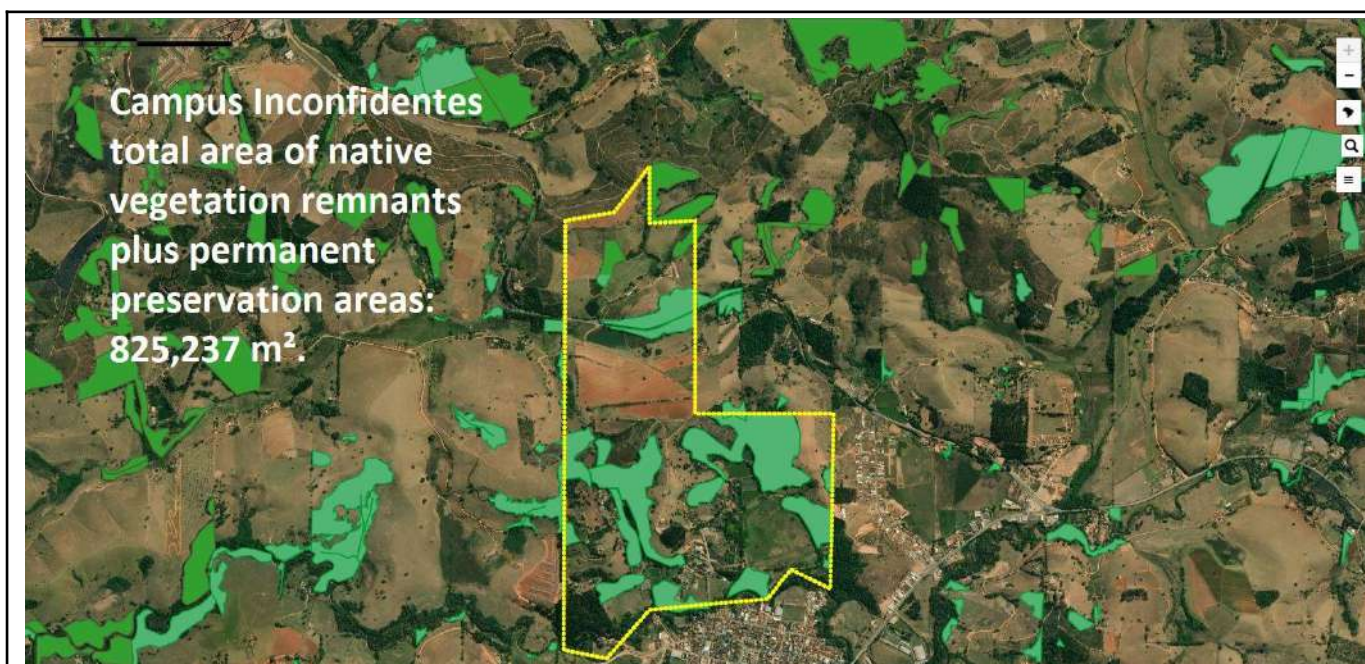 Campus Inconfidentes
total area of native
vegetation remnants
plus permanent
preservation areas:
825,237 m².